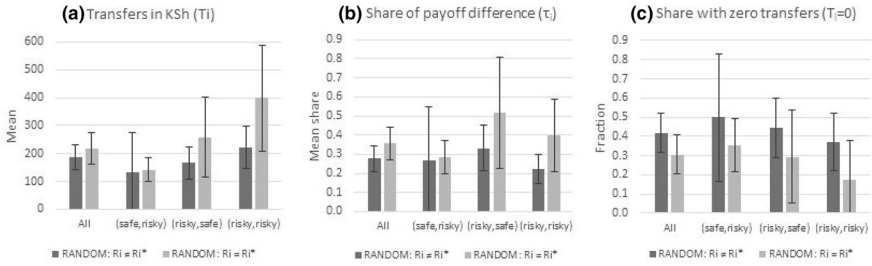 (a) Transfers in KSh (Ti)
600
500
400
300
200
100
0
Mean
All (safe,risky) (risky,safe) (risky,risky)
RANDOM: Ri ≠ Ri* RANDOM: Ri = Ri*
(b) Share of payoff difference (τi)
0.9
0.8
0.7
0.6
0.5
0.4
0.3
0.2
0.1
0.0
Mean share
All (safe,risky) (risky,safe) (risky,risky)
RANDOM: Ri ≠ Ri* RANDOM: Ri = Ri*
(c) Share with zero transfers (Ti=0)
0.9
0.8
0.7
0.6
0.5
0.4
0.3
0.2
0.1
0.0
Fraction
All (safe,risky) (risky,safe) (risky,risky)
RANDOM: Ri ≠ Ri* RANDOM: Ri = Ri*